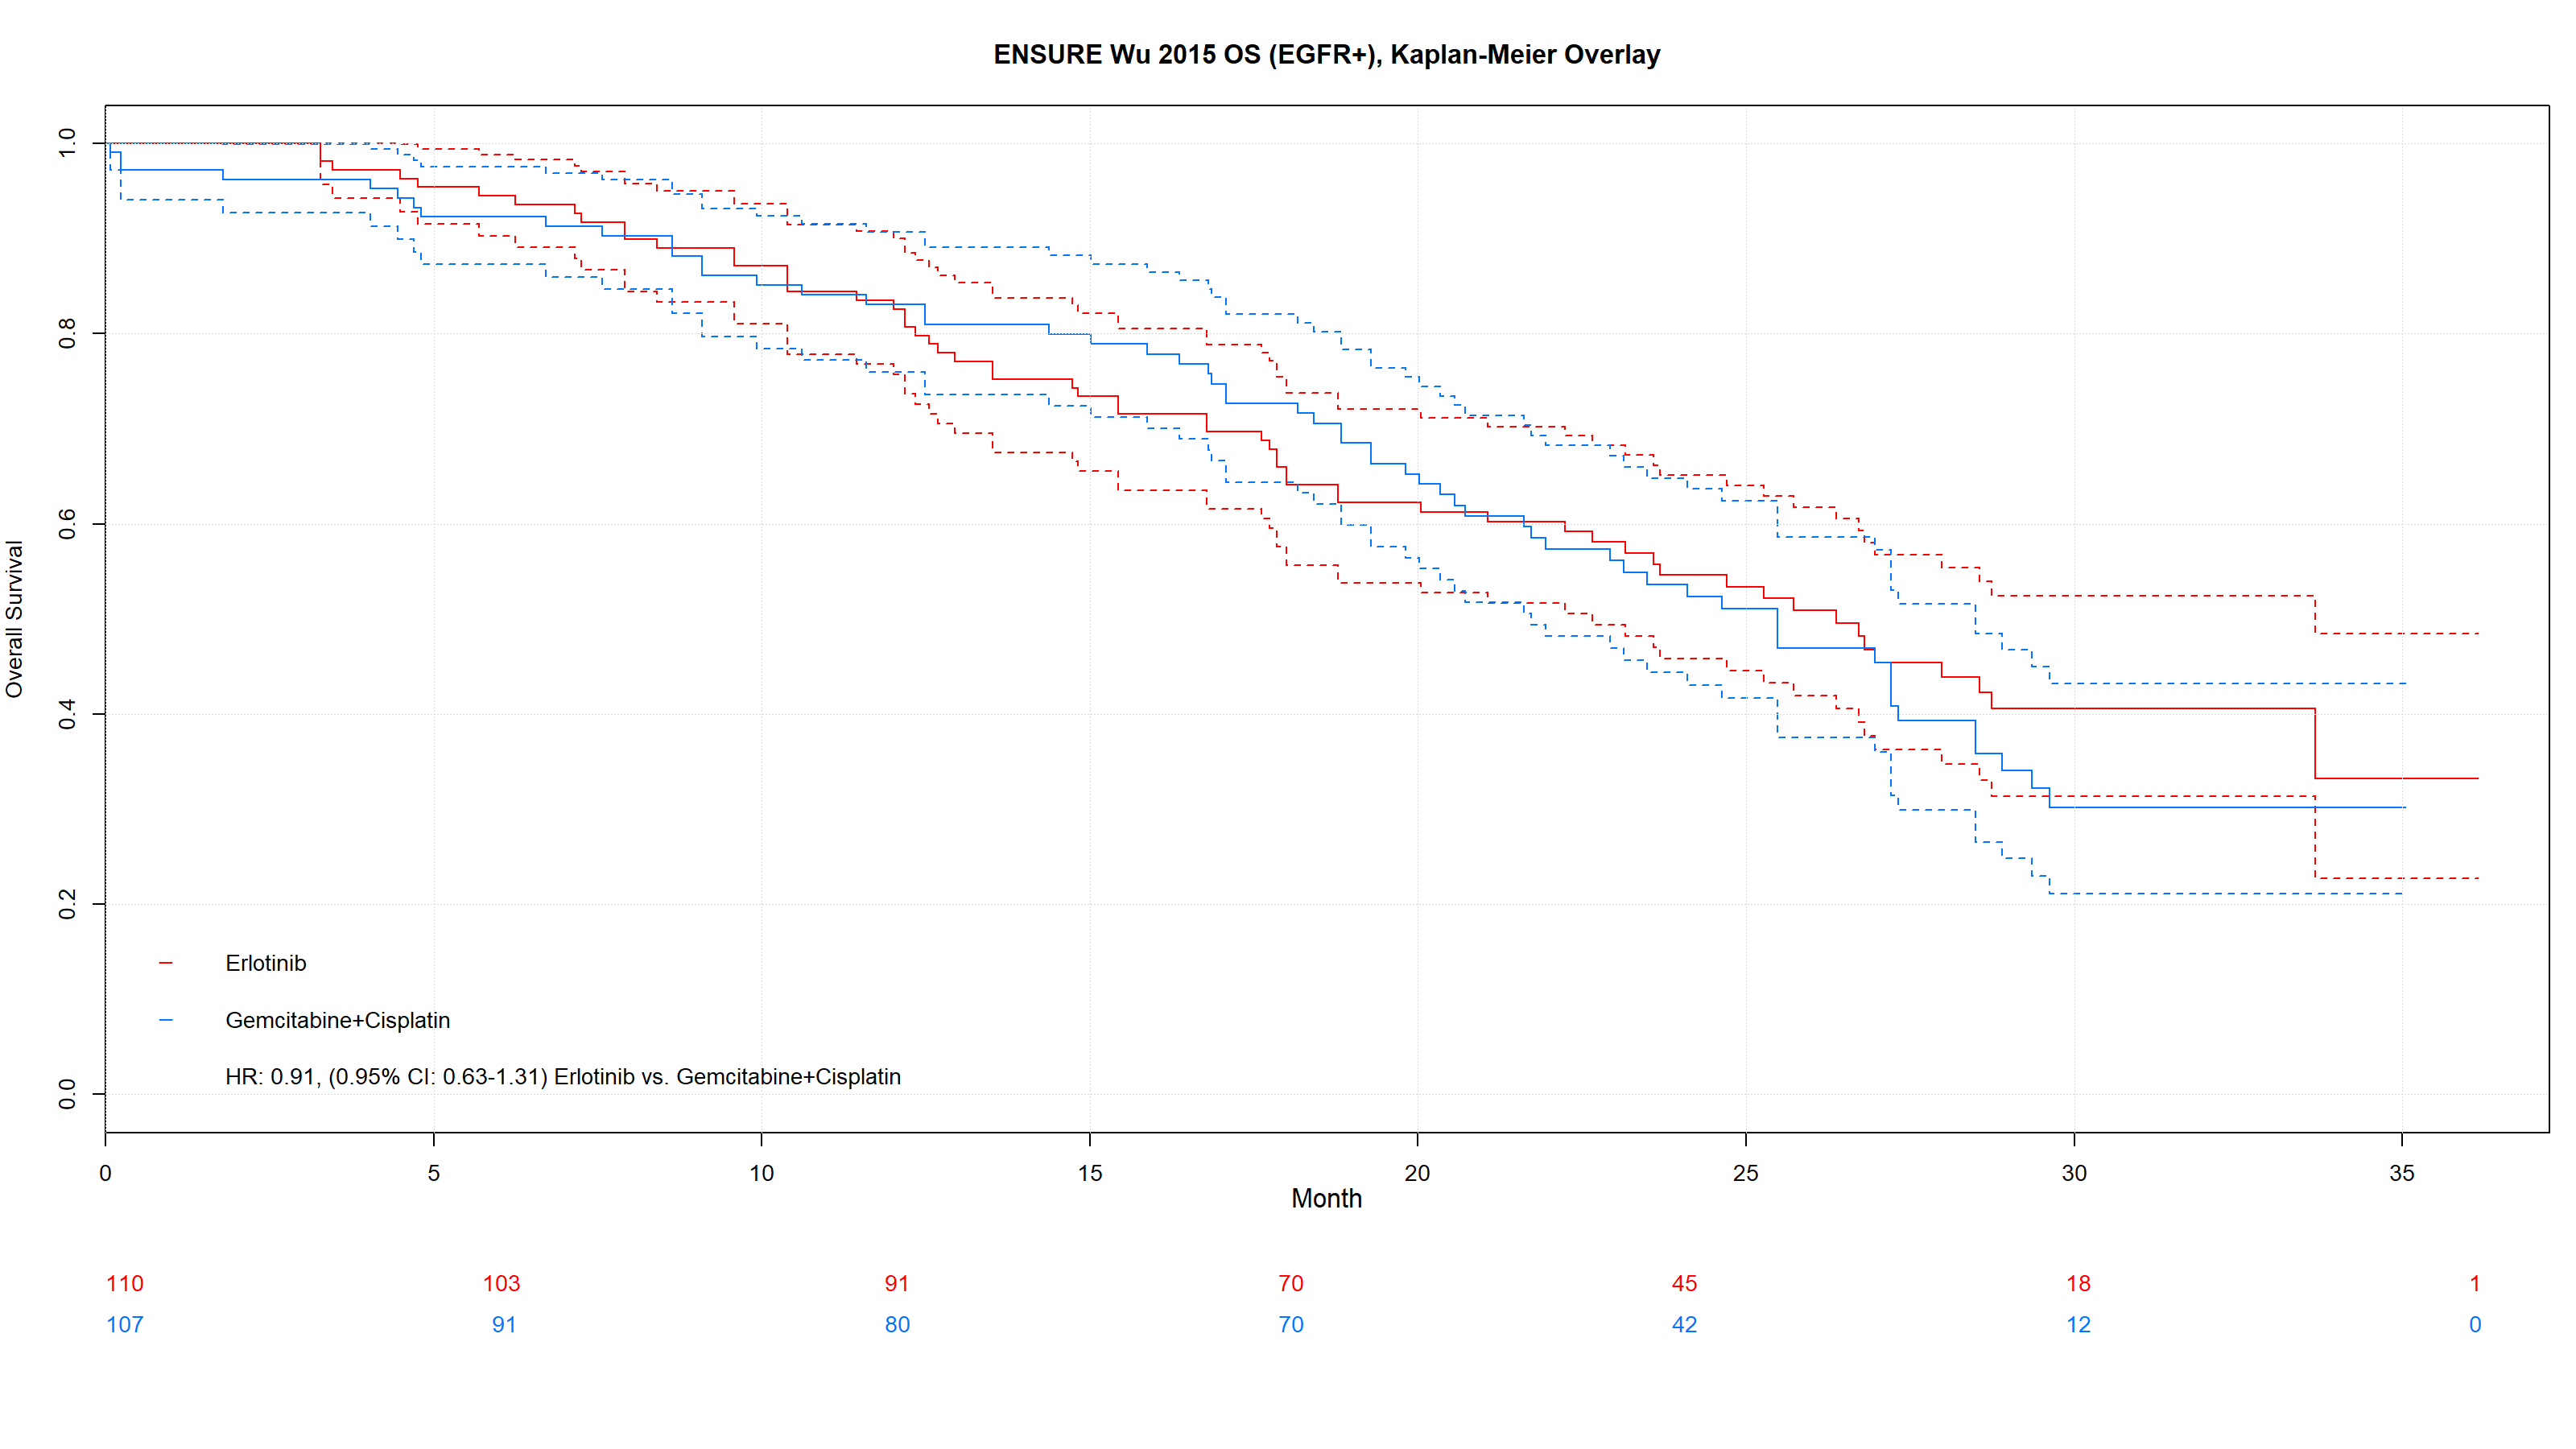 ENSURE Wu 2015 OS (EGFR+), Kaplan-Meier Overlay
Overall Survival
1.0
0.8
0.6
0.4
0.2
0.0
Erlotinib
Gemcitabine+Cisplatin
HR: 0.91, (0.95% CI: 0.63-1.31) Erlotinib vs. Gemcitabine+Cisplatin
0 5 10 15 20 25 30 35
Month
110 103 91 70 45 18 1
107 91 80 70 42 12 0